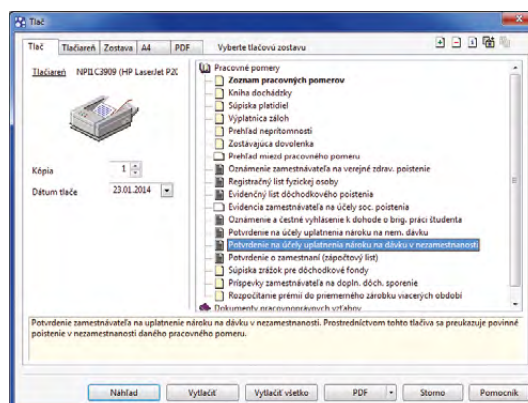 Tlač
Tlač Tlačiareň Zostava A4 PDF Vyberte tlačovú zostavu
Tlačiareň NPI1C3909 (HP LaserJet P2C
Kópia 1
Dátum tlače 23.01.2014
Pracovné pomery
Zoznam pracovných pomerov
Kniha dochádzky
Súpiska platidiel
Výplatnica záloh
Prehľad neprítomnosti
Zostávajúca dovolenka
Prehľad miezd pracovného pomeru
Oznámenie zamestnávateľa na verejné zdrav. poistenie
Registračný list fyzickej osoby
Evidenčný list dôchodkového poistenia
Evidencia zamestnávateľa na účely soc. poistenia
Oznámenie a čestné vyhlásenie k dohode o brig. práci študenta
Potvrdenie na účely uplatnenia nároku na nem. dávku
Potvrdenie na účely uplatnenia nároku na dávku v nezamestnanosti
Potvrdenie o zamestnaní (zápočtový list)
Súpiska zrážok pre dôchodkové fondy
Príspevky zamestnávateľa na dopln. dôch. sporenie
Rozpočítanie prémií do priemerného zárobku viacerých období
Dokumenty pracovnoprávnych vzťahov
Potvrdenie zamestnávateľa na uplatnenie nároku na dávku v nezamestnanosti. Prostredníctvom tohto tlačiva sa preukazuje povinné
poistenie v nezamestnanosti daného pracovného pomeru.
Náhľad Vytlačiť Vytlačiť všetko PDF Storno Pomocník